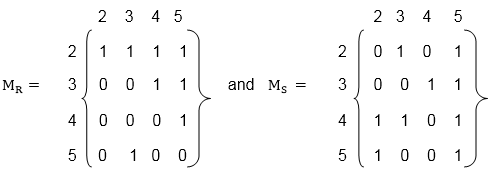 2 3 4 5 2 3 4 5
2 1 1 1 1 2 0 1 0 1
M_R = 3 0 0 1 1 and M_S = 3 0 0 1 1
4 0 0 0 1 4 1 1 0 1
5 0 1 0 0 5 1 0 0 1